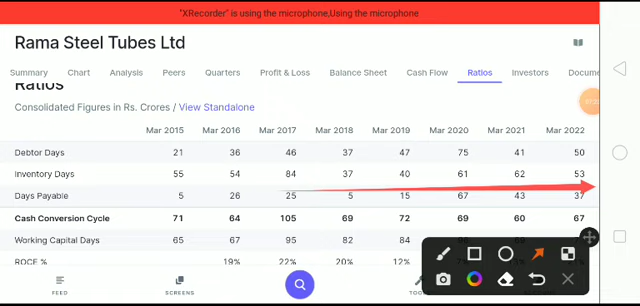 "XRecorder" is using the microphone,Using the microphone
Rama Steel Tubes Ltd
Summary Chart Analysis Peers Quarters Profit & Loss Balance Sheet Cash Flow Ratios Investors Docume
Ratios
Consolidated Figures in Rs. Crores / View Standalone
Mar 2015 Mar 2016 Mar 2017 Mar 2018 Mar 2019 Mar 2020 Mar 2021 Mar 2022
Debtor Days 21 36 46 37 47 75 41 50
Inventory Days 55 54 84 37 40 61 62 53
Days Payable 5 26 25 5 15 67 43 37
Cash Conversion Cycle 71 64 105 69 72 69 60 67
Working Capital Days 65 67 95 82 84
ROCE % 19% 22% 20% 12%
FEED SCREENS